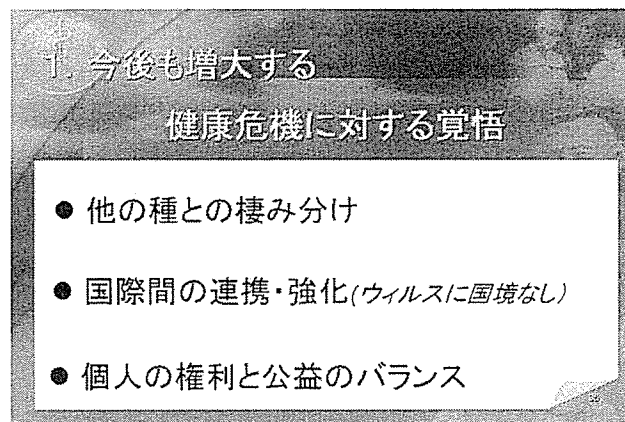 1. 今後も増大する
健康危機に対する覚悟
● 他の種との棲み分け
● 国際間の連携・強化(ウィルスに国境なし)
● 個人の権利と公益のバランス